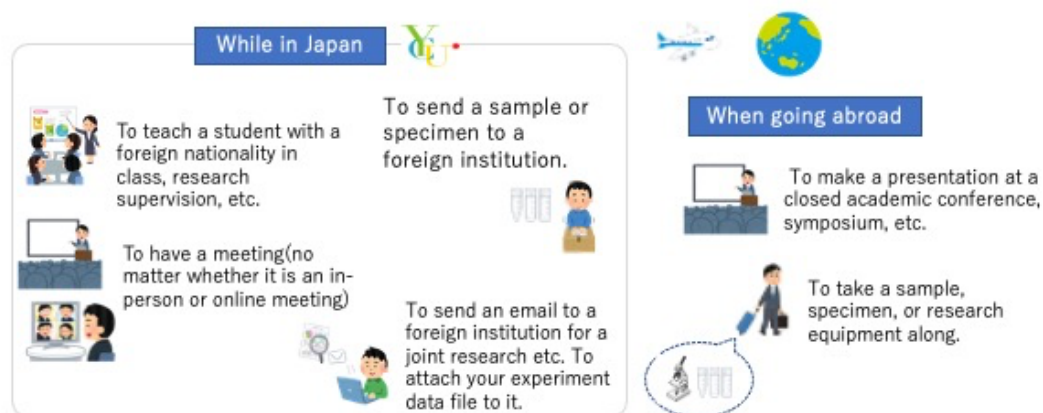 While in Japan
YCU
To teach a student with a
foreign nationality in
class, research
supervision, etc.
To have a meeting(no
matter whether it is an in-
person or online meeting)
To send a sample or
specimen to a
foreign institution.
To send an email to a
foreign institution for a
joint research etc. To
attach your experiment
data file to it.
When going abroad
To make a presentation at a
closed academic conference,
symposium, etc.
To take a sample,
specimen, or research
equipment along.